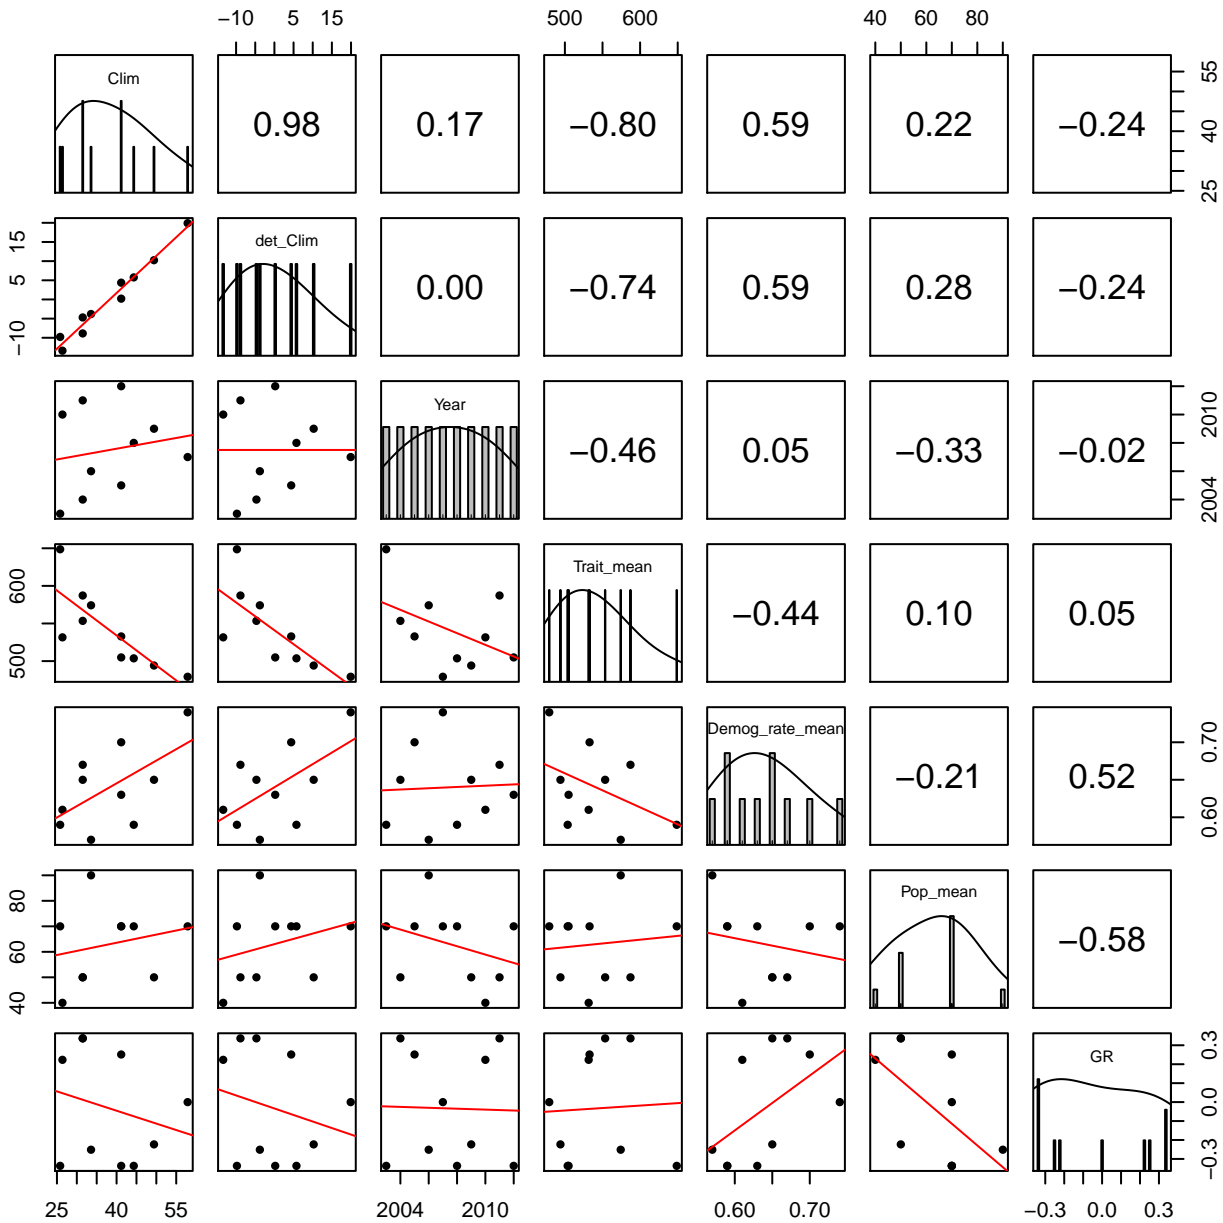 −10 5 15 500 600 40 60 80
Clim 0.98 0.17 −0.80 0.59 0.22 −0.24
25 40 55
−10 5 15
det_Clim 0.00 −0.74 0.59 0.28 −0.24
Year −0.46 0.05 −0.33 −0.02
2004 2010
500 600
Trait_mean −0.44 0.10 0.05
Demog_rate_mean −0.21 0.52
0.60 0.70
40 60 80
Pop_mean −0.58
GR
−0.3 0.0 0.3
25 40 55 2004 2010 0.60 0.70 −0.3 0.0 0.3